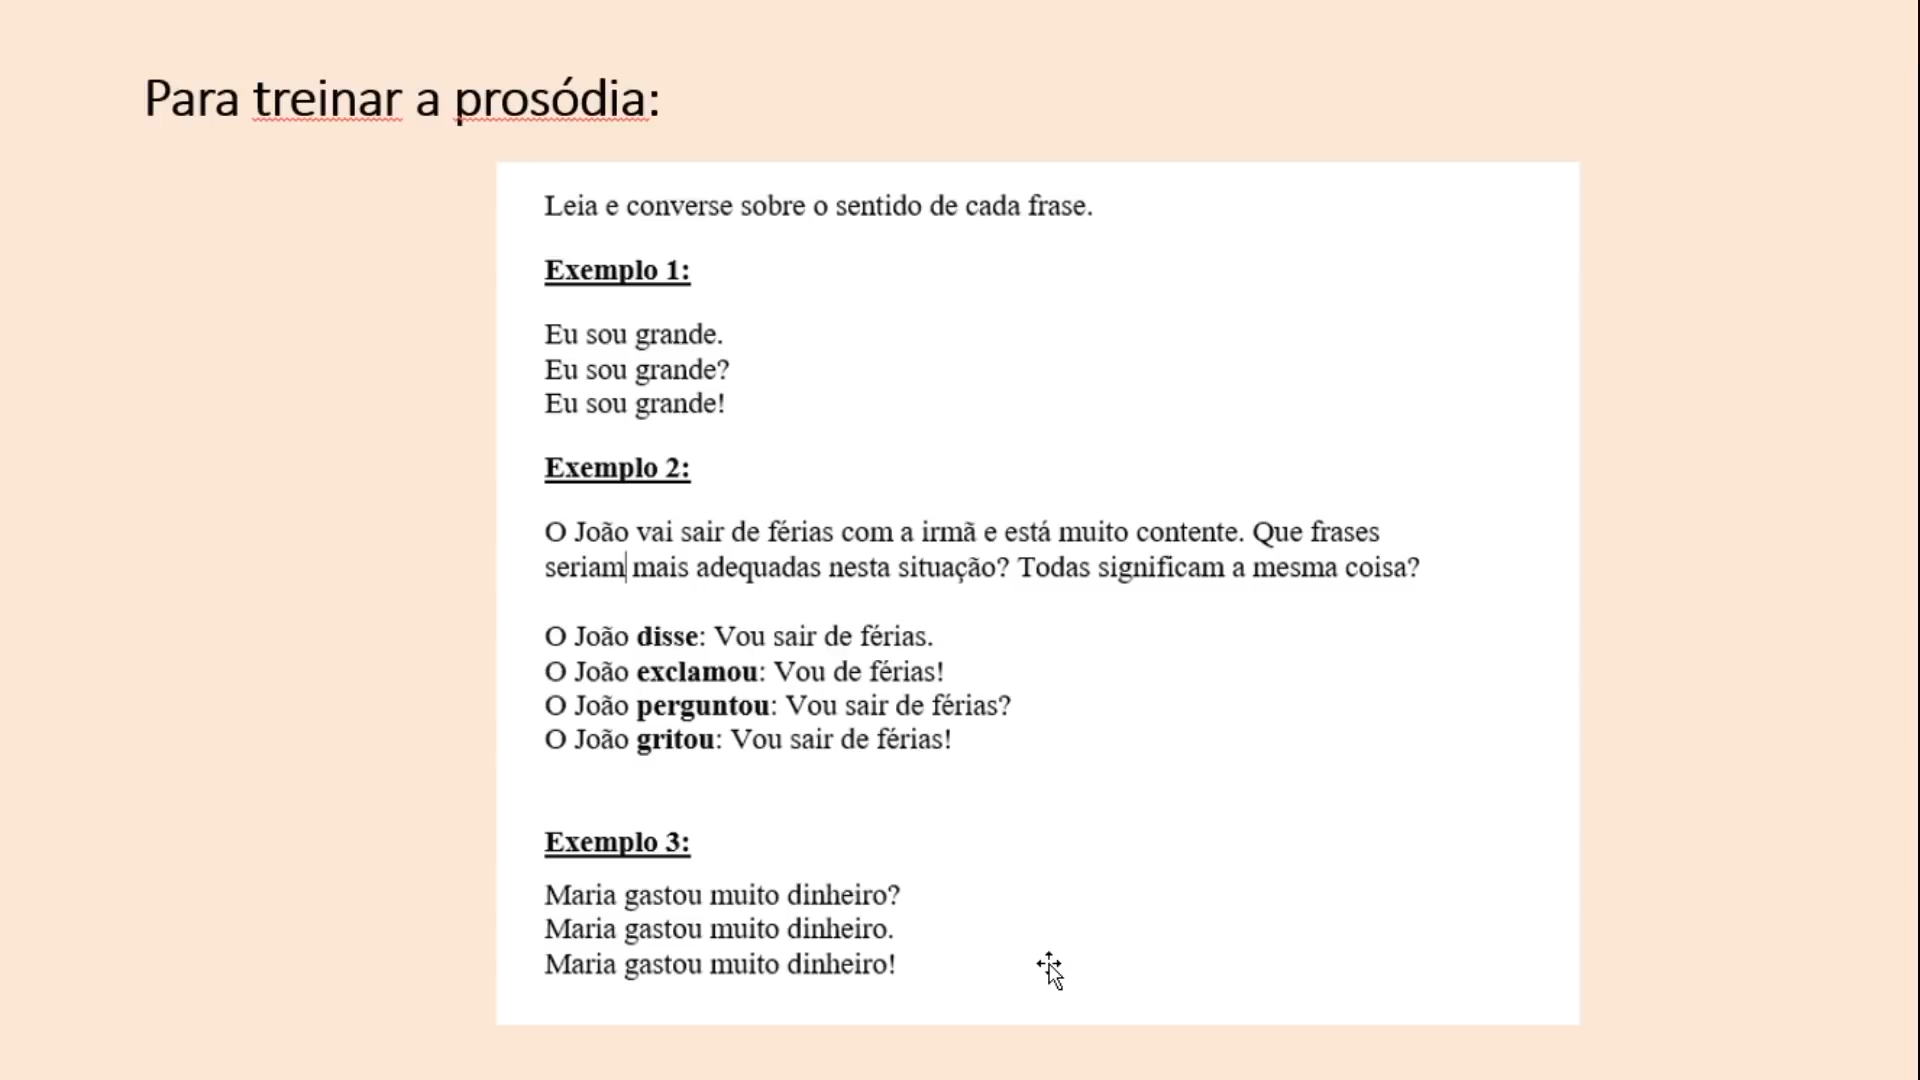 Para treinar a prosódia:
Leia e converse sobre o sentido de cada frase.
Exemplo 1:
Eu sou grande.
Eu sou grande?
Eu sou grande!
Exemplo 2:
O João vai sair de férias com a irmã e está muito contente. Que frases
seriam mais adequadas nesta situação? Todas significam a mesma coisa?
O João disse: Vou sair de férias.
O João exclamou: Vou de férias!
O João perguntou: Vou sair de férias?
O João gritou: Vou sair de férias!
Exemplo 3:
Maria gastou muito dinheiro?
Maria gastou muito dinheiro.
Maria gastou muito dinheiro!